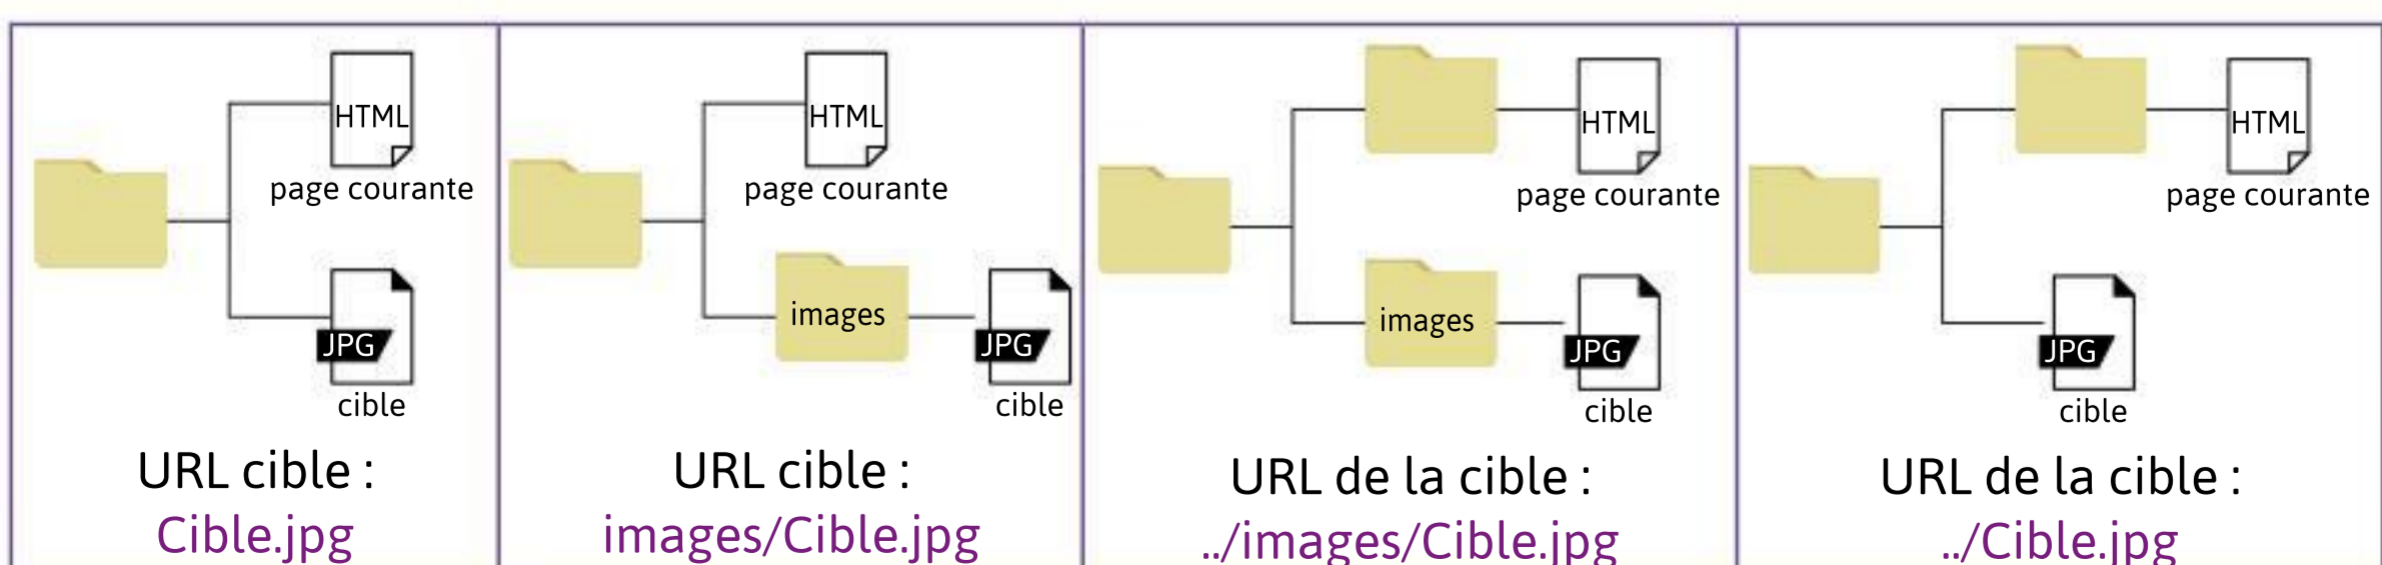 HTML
page courante
JPG
cible
URL cible :
Cible.jpg
HTML
page courante
images
JPG
cible
URL cible :
images/Cible.jpg
HTML
page courante
images
JPG
cible
URL de la cible :
../images/Cible.jpg
HTML
page courante
JPG
cible
URL de la cible :
../Cible.jpg